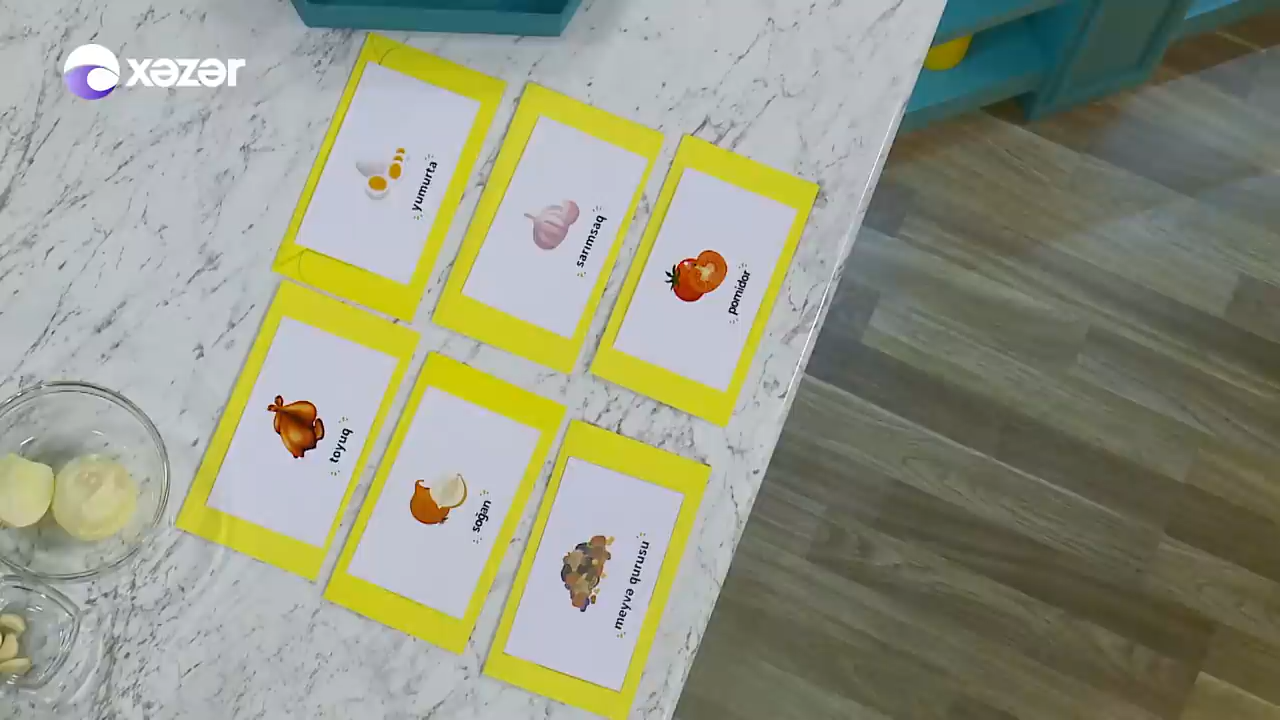 xəzər
yumurta
sarımsaq
pomidor
toyuq
soğan
meyvə qurusu